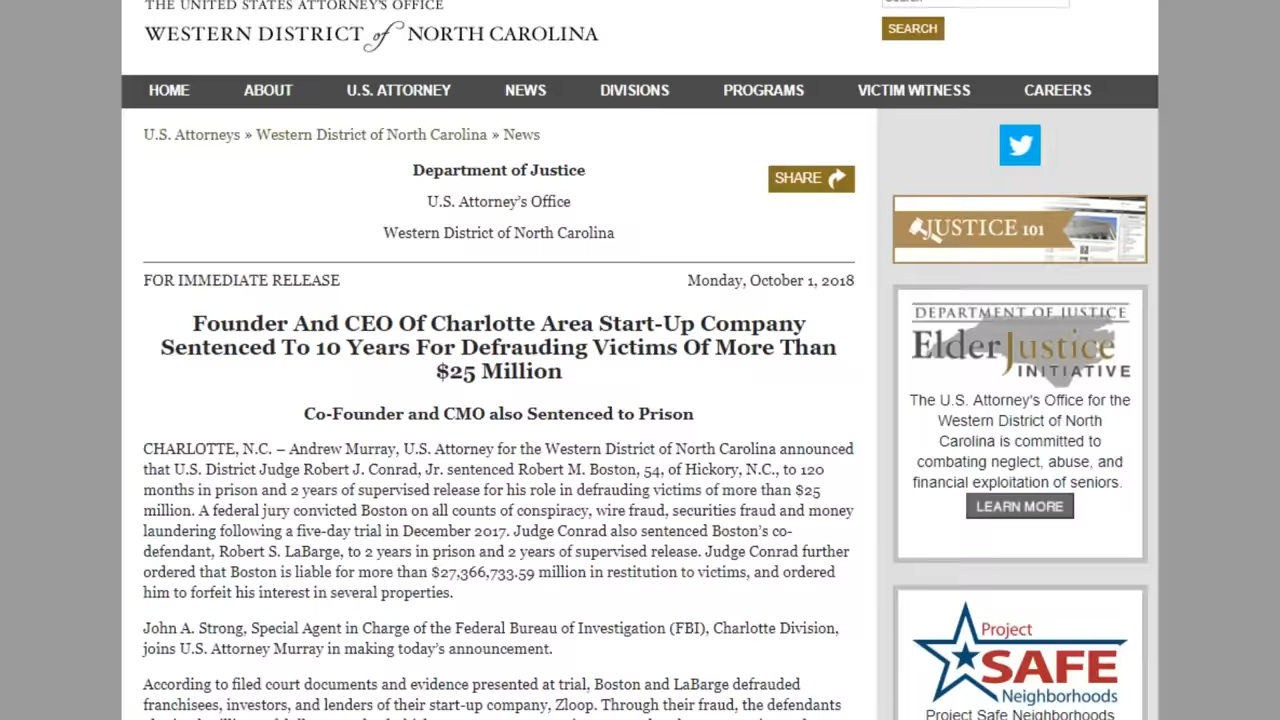 THE UNITED STATES ATTORNEY'S OFFICE
WESTERN DISTRICT of NORTH CAROLINA
SEARCH
HOME ABOUT U.S. ATTORNEY NEWS DIVISIONS PROGRAMS VICTIM WITNESS CAREERS
U.S. Attorneys » Western District of North Carolina » News
Department of Justice
SHARE
U.S. Attorney's Office
Western District of North Carolina
FOR IMMEDIATE RELEASE Monday, October 1, 2018
Founder And CEO Of Charlotte Area Start-Up Company
Sentenced To 10 Years For Defrauding Victims Of More Than
$25 Million
Co-Founder and CMO also Sentenced to Prison
CHARLOTTE, N.C. – Andrew Murray, U.S. Attorney for the Western District of North Carolina announced
that U.S. District Judge Robert J. Conrad, Jr. sentenced Robert M. Boston, 54, of Hickory, N.C., to 120
months in prison and 2 years of supervised release for his role in defrauding victims of more than $25
million. A federal jury convicted Boston on all counts of conspiracy, wire fraud, securities fraud and money
laundering following a five-day trial in December 2017. Judge Conrad also sentenced Boston's co-
defendant, Robert S. LaBarge, to 2 years in prison and 2 years of supervised release. Judge Conrad further
ordered that Boston is liable for more than $27,366,733.59 million in restitution to victims, and ordered
him to forfeit his interest in several properties.
John A. Strong, Special Agent in Charge of the Federal Bureau of Investigation (FBI), Charlotte Division,
joins U.S. Attorney Murray in making today's announcement.
According to filed court documents and evidence presented at trial, Boston and LaBarge defrauded
franchisees, investors, and lenders of their start-up company, Zloop. Through their fraud, the defendants
JUSTICE 101
DEPARTMENT OF JUSTICE
Elder Justice
INITIATIVE
The U.S. Attorney's Office for the
Western District of North
Carolina is committed to
combating neglect, abuse, and
financial exploitation of seniors.
LEARN MORE
Project
SAFE
Neighborhoods
Project Safe Neighborhoods